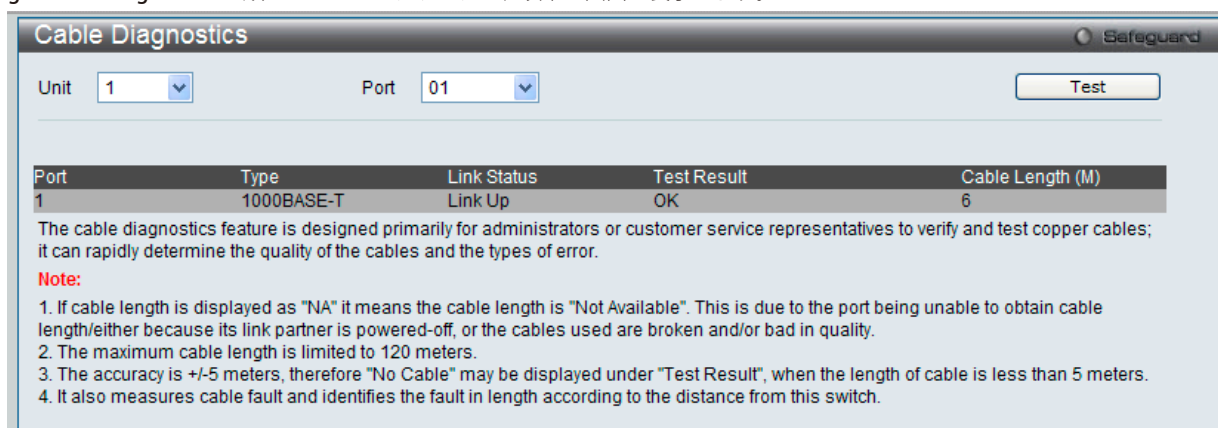 Cable Diagnostics
Safeguard
Unit 1 Port 01 Test
Port Type Link Status Test Result Cable Length (M)
1 1000BASE-T Link Up OK 6
The cable diagnostics feature is designed primarily for administrators or customer service representatives to verify and test copper cables;
it can rapidly determine the quality of the cables and the types of error.
Note:
1. If cable length is displayed as "NA" it means the cable length is "Not Available". This is due to the port being unable to obtain cable
length/either because its link partner is powered-off, or the cables used are broken and/or bad in quality.
2. The maximum cable length is limited to 120 meters.
3. The accuracy is +/-5 meters, therefore "No Cable" may be displayed under "Test Result", when the length of cable is less than 5 meters.
4. It also measures cable fault and identifies the fault in length according to the distance from this switch.